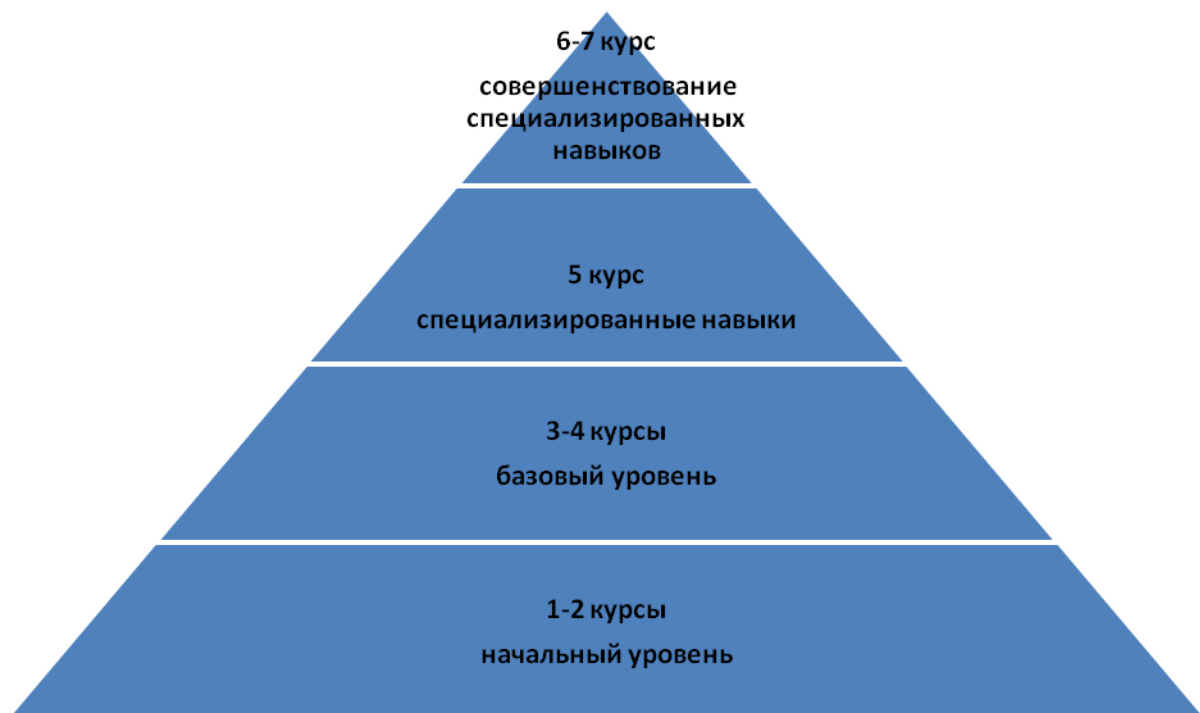 6-7 курс
совершенствование
специализированных
навыков
5 курс
специализированные навыки
3-4 курсы
базовый уровень
1-2 курсы
начальный уровень